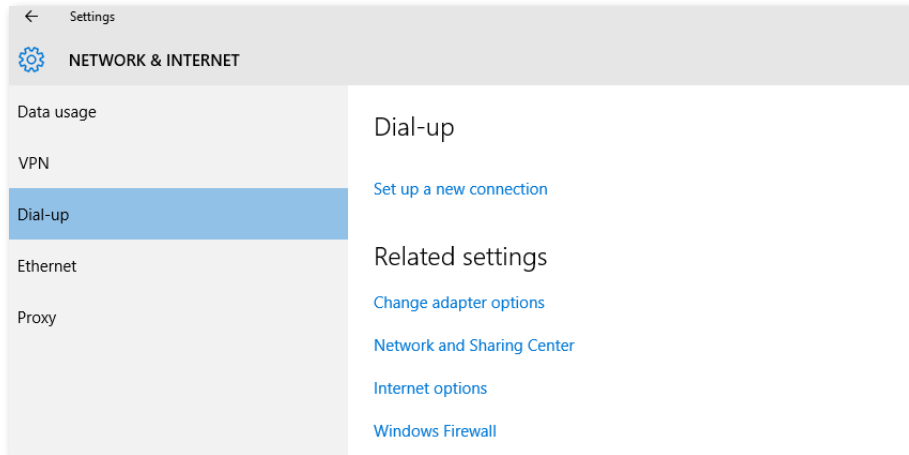 Settings
NETWORK & INTERNET
Data usage
VPN
Dial-up
Ethernet
Proxy
Dial-up
Set up a new connection
Related settings
Change adapter options
Network and Sharing Center
Internet options
Windows Firewall